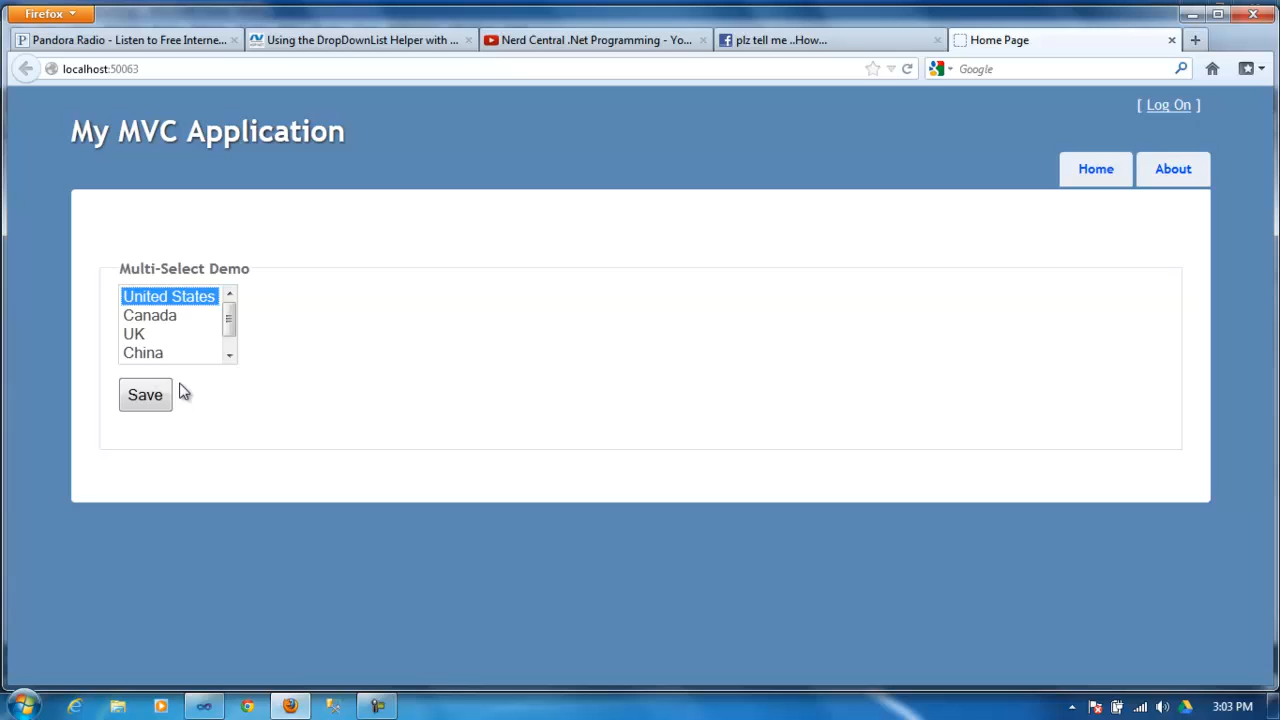 Firefox
Pandora Radio - Listen to Free Interne...
Using the DropDownList Helper with ...
Nerd Central .Net Programming - Yo...
plz tell me ..How...
Home Page
localhost:50063
Google
[ Log On ]
My MVC Application
Home
About
Multi-Select Demo
United States
Canada
UK
China
Save
3:03 PM